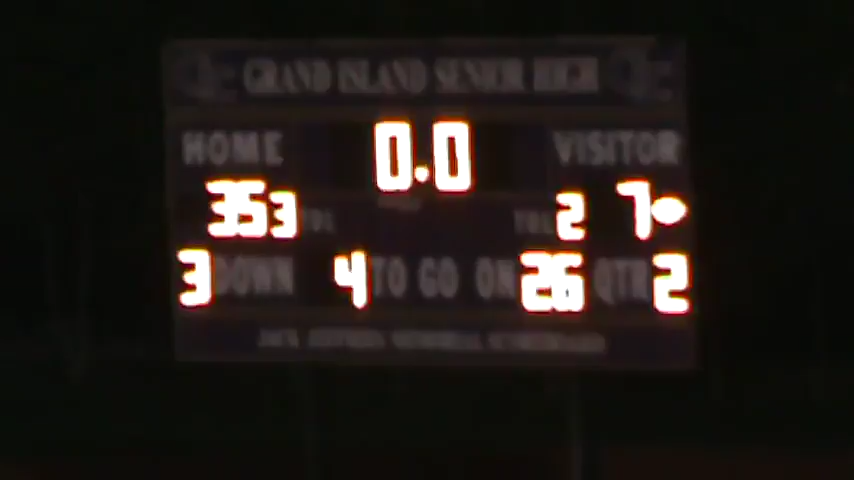 GRAND ISLAND SENIOR HIGH
HOME 0.0 VISITOR
35 3 TOL TOL 2 7
3 DOWN 4 TO GO ON 26 QTR 2